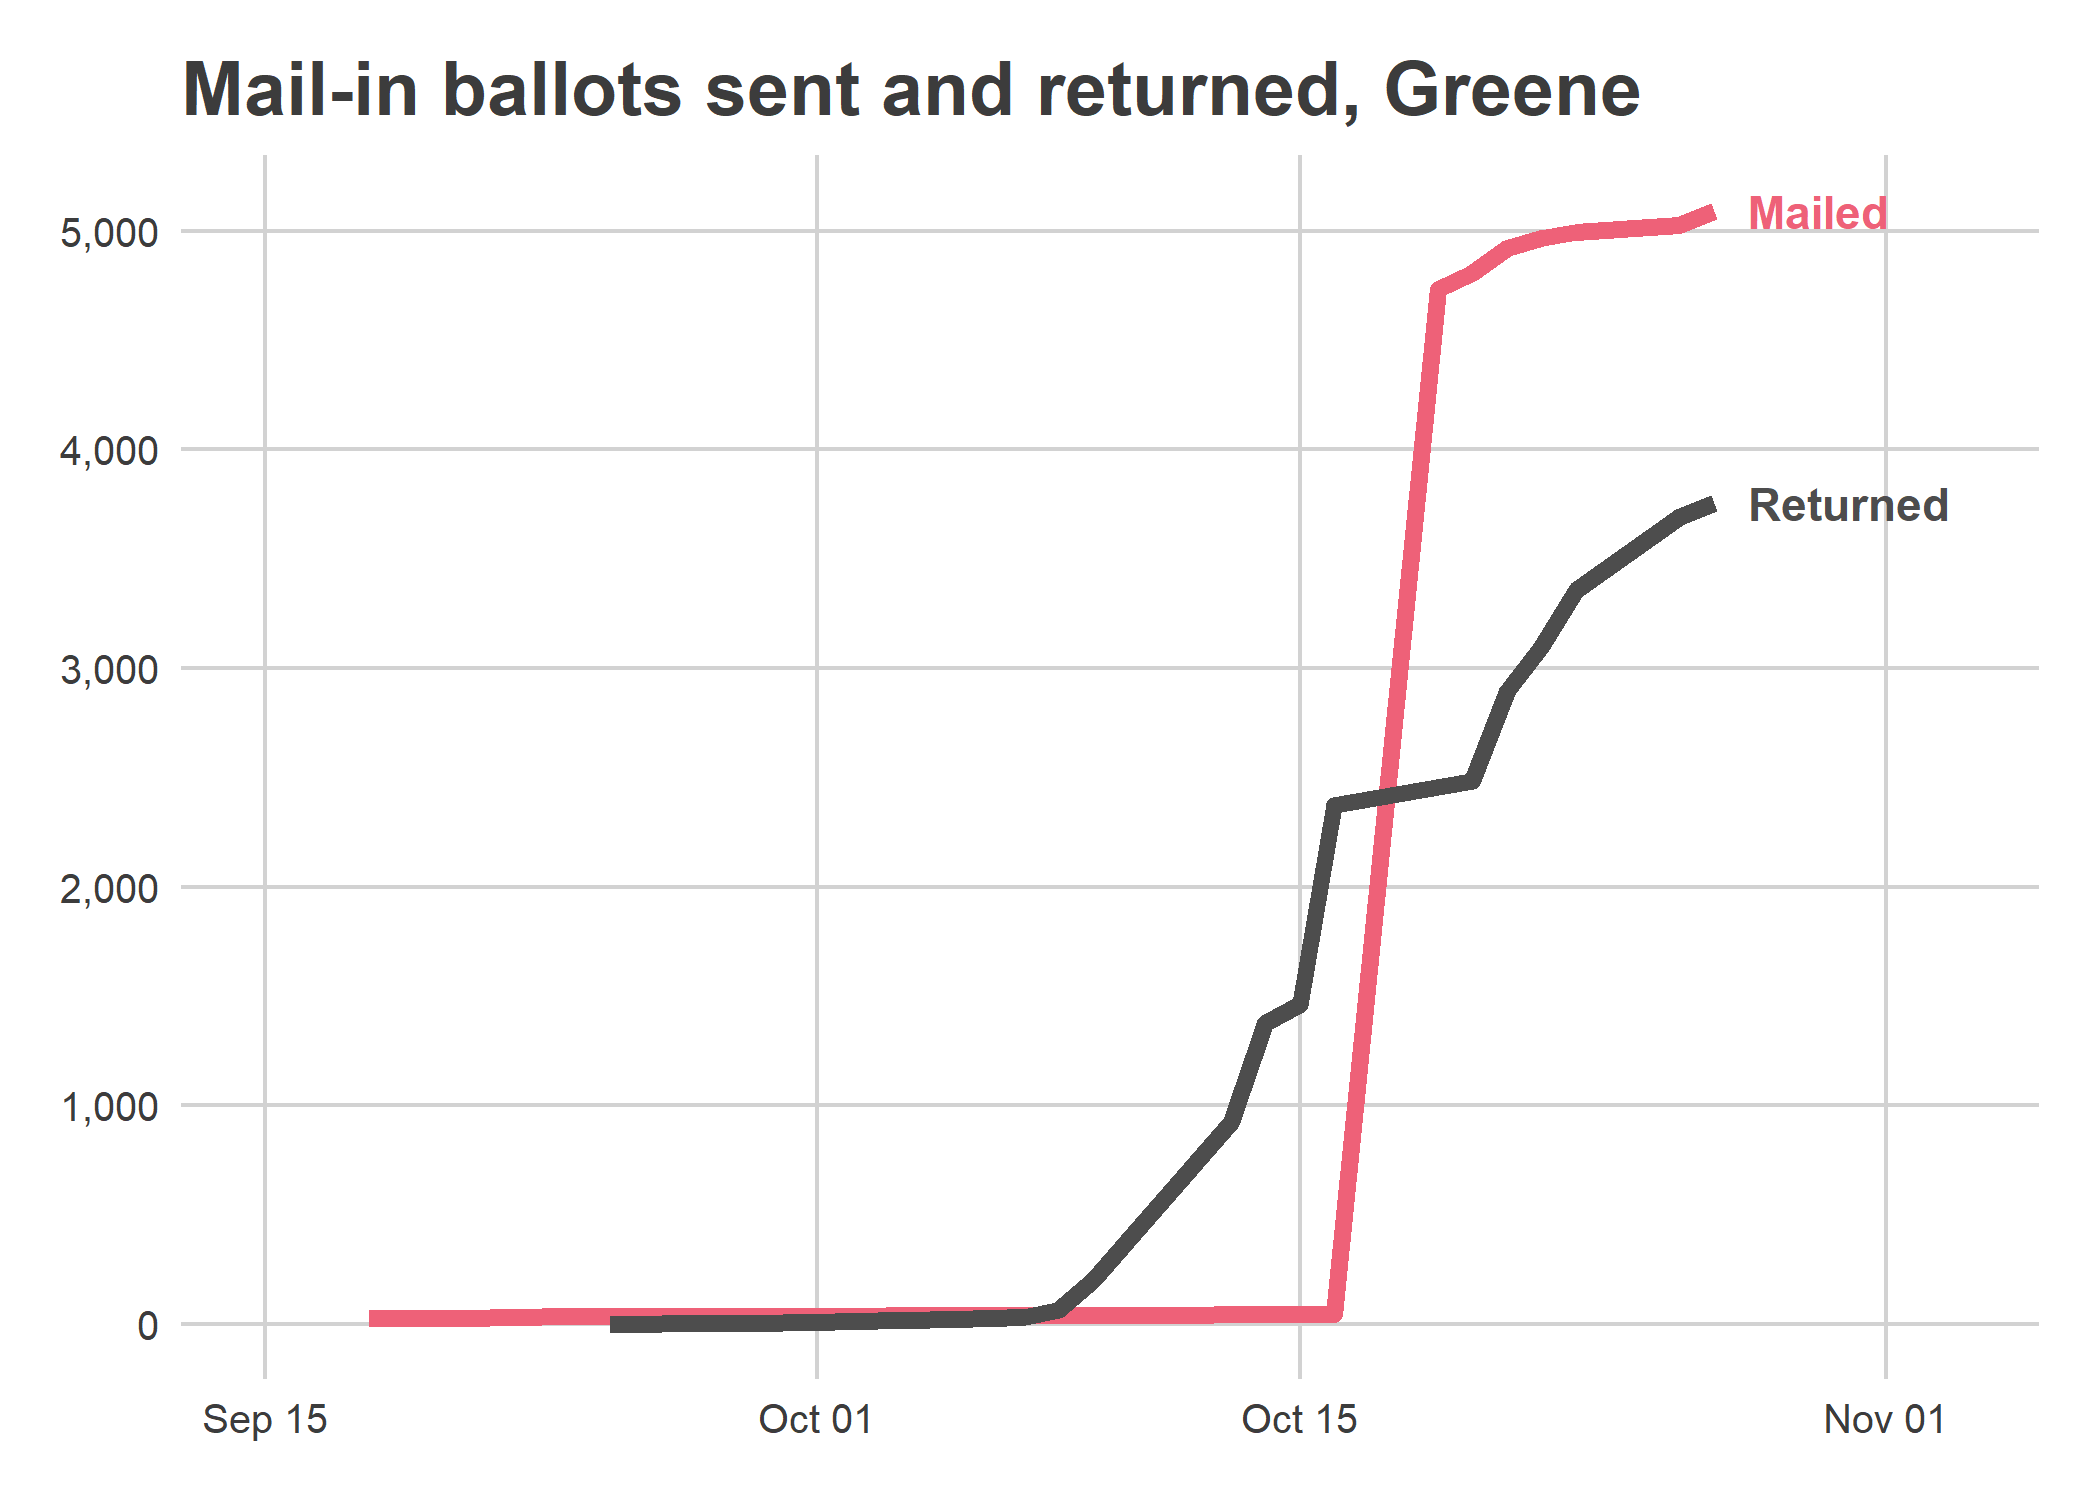 Mail-in ballots sent and returned, Greene
5,000
4,000
3,000
2,000
1,000
0
Mailed
Returned
Sep 15
Oct 01
Oct 15
Nov 01